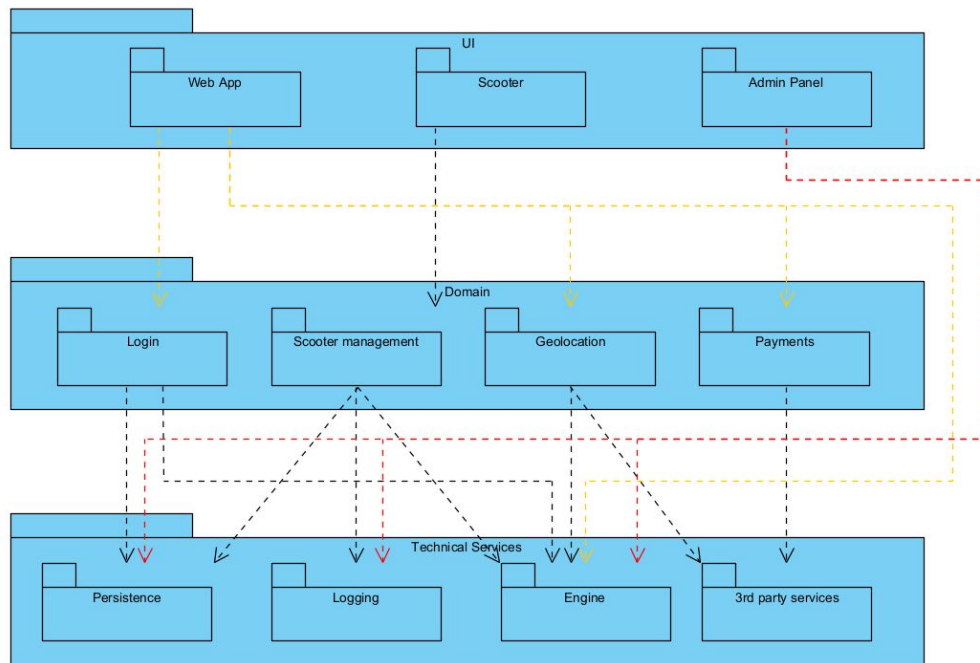 UI
Web App
Scooter
Admin Panel
Domain
Login
Scooter management
Geolocation
Payments
Technical Services
Persistence
Logging
Engine
3rd party services